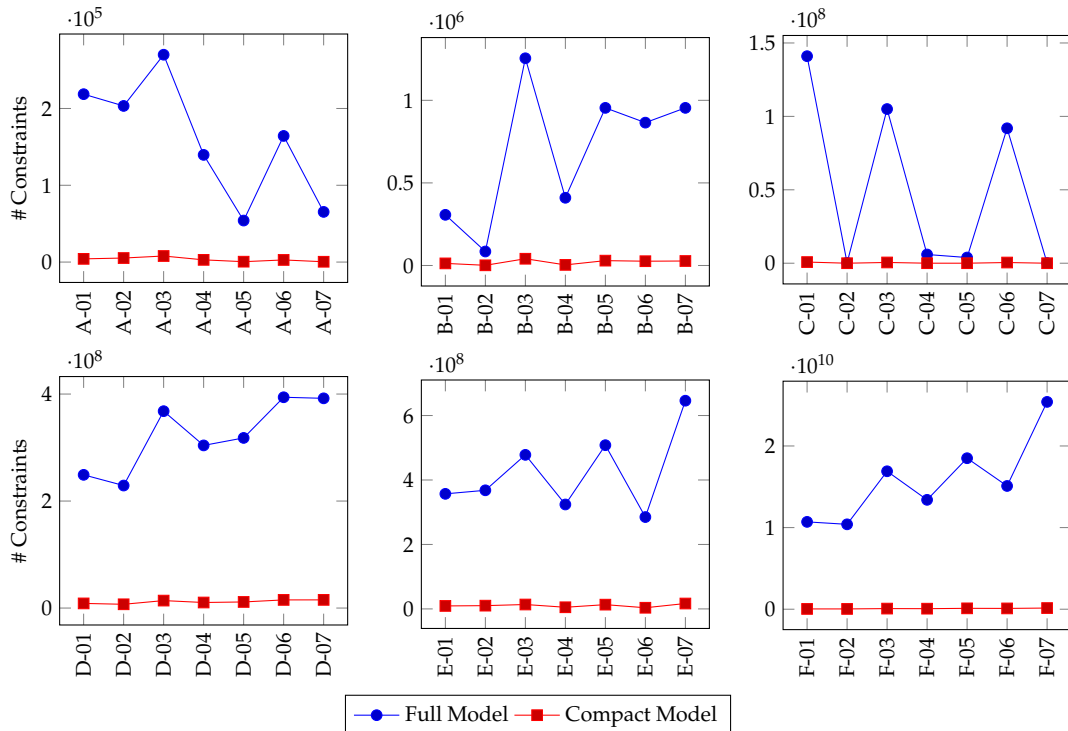 ·10^5
# Constraints
2
1
0
A-01
A-02
A-03
A-04
A-05
A-06
A-07
·10^6
1
0.5
0
B-01
B-02
B-03
B-04
B-05
B-06
B-07
·10^8
1.5
1
0.5
0
C-01
C-02
C-03
C-04
C-05
C-06
C-07
·10^8
# Constraints
4
2
0
D-01
D-02
D-03
D-04
D-05
D-06
D-07
·10^8
6
4
2
0
E-01
E-02
E-03
E-04
E-05
E-06
E-07
·10^10
2
1
0
F-01
F-02
F-03
F-04
F-05
F-06
F-07
Full Model Compact Model